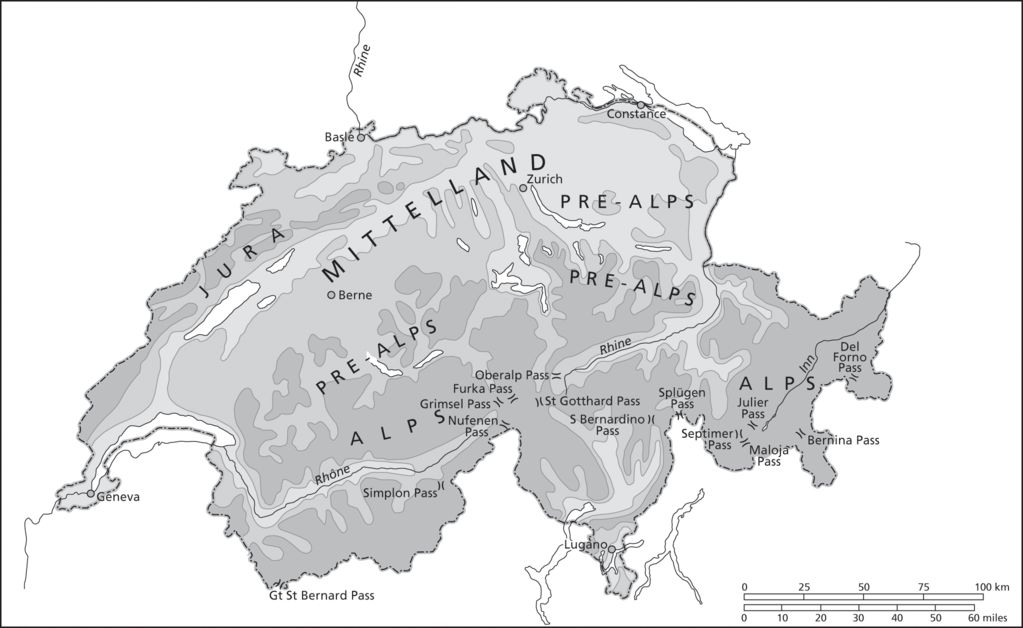 Rhine
Basle
Constance
MITTELLAND
Zurich
PRE-ALPS
JURA
PRE-ALPS
Berne
PRE-ALPS
Rhine
Inn
Del
Forno
Pass
Oberalp Pass
Furka Pass
Grimsel Pass
St Gotthard Pass
Splügen
Pass
ALPS
Julier
Pass
ALPS
Nufenen
Pass
S Bernardino
Pass
Septimer
Pass
Maloja
Pass
Bernina Pass
Rhône
Simplon Pass
Geneva
Lugano
Gt St Bernard Pass
0 25 50 75 100 km
0 10 20 30 40 50 60 miles